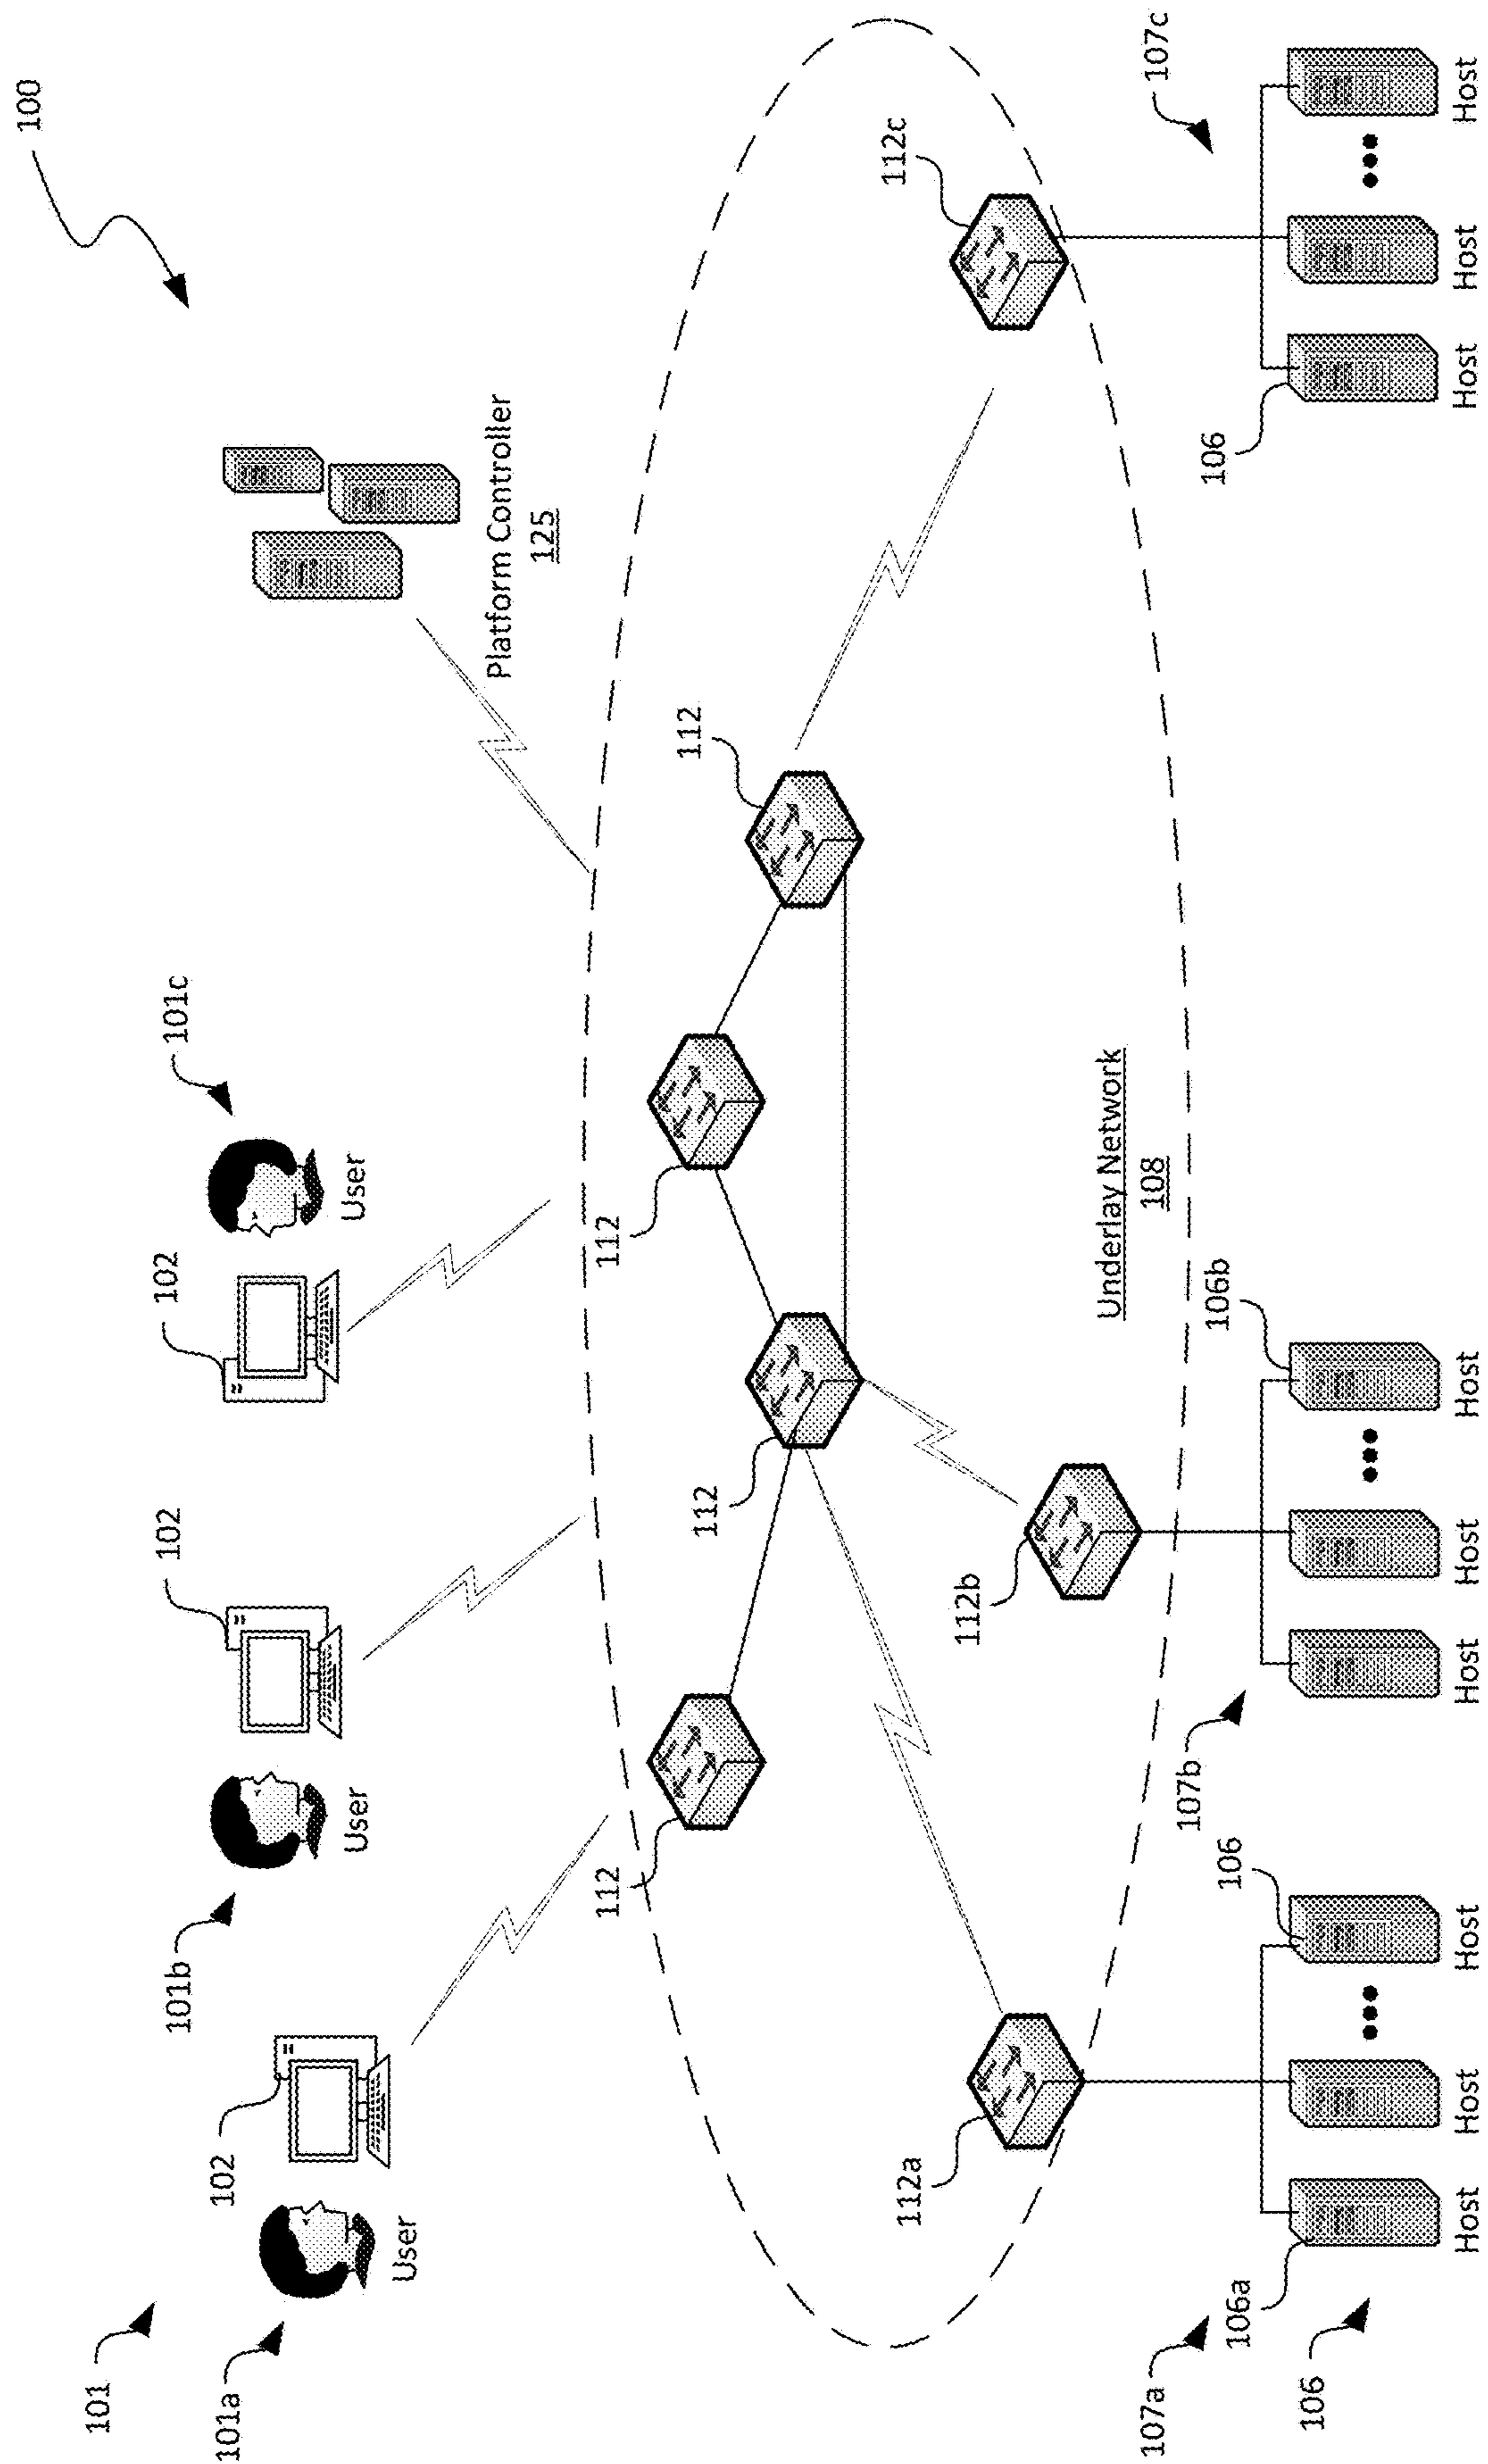 100
101
101a
User
102
101b
User
102
102
101c
User
Platform Controller
125
112
112
112
112
112a
112b
112c
Underlay Network
108
107a
106
106a
106
Host
Host
Host
107b
106b
Host
Host
Host
107c
106
Host
Host
Host